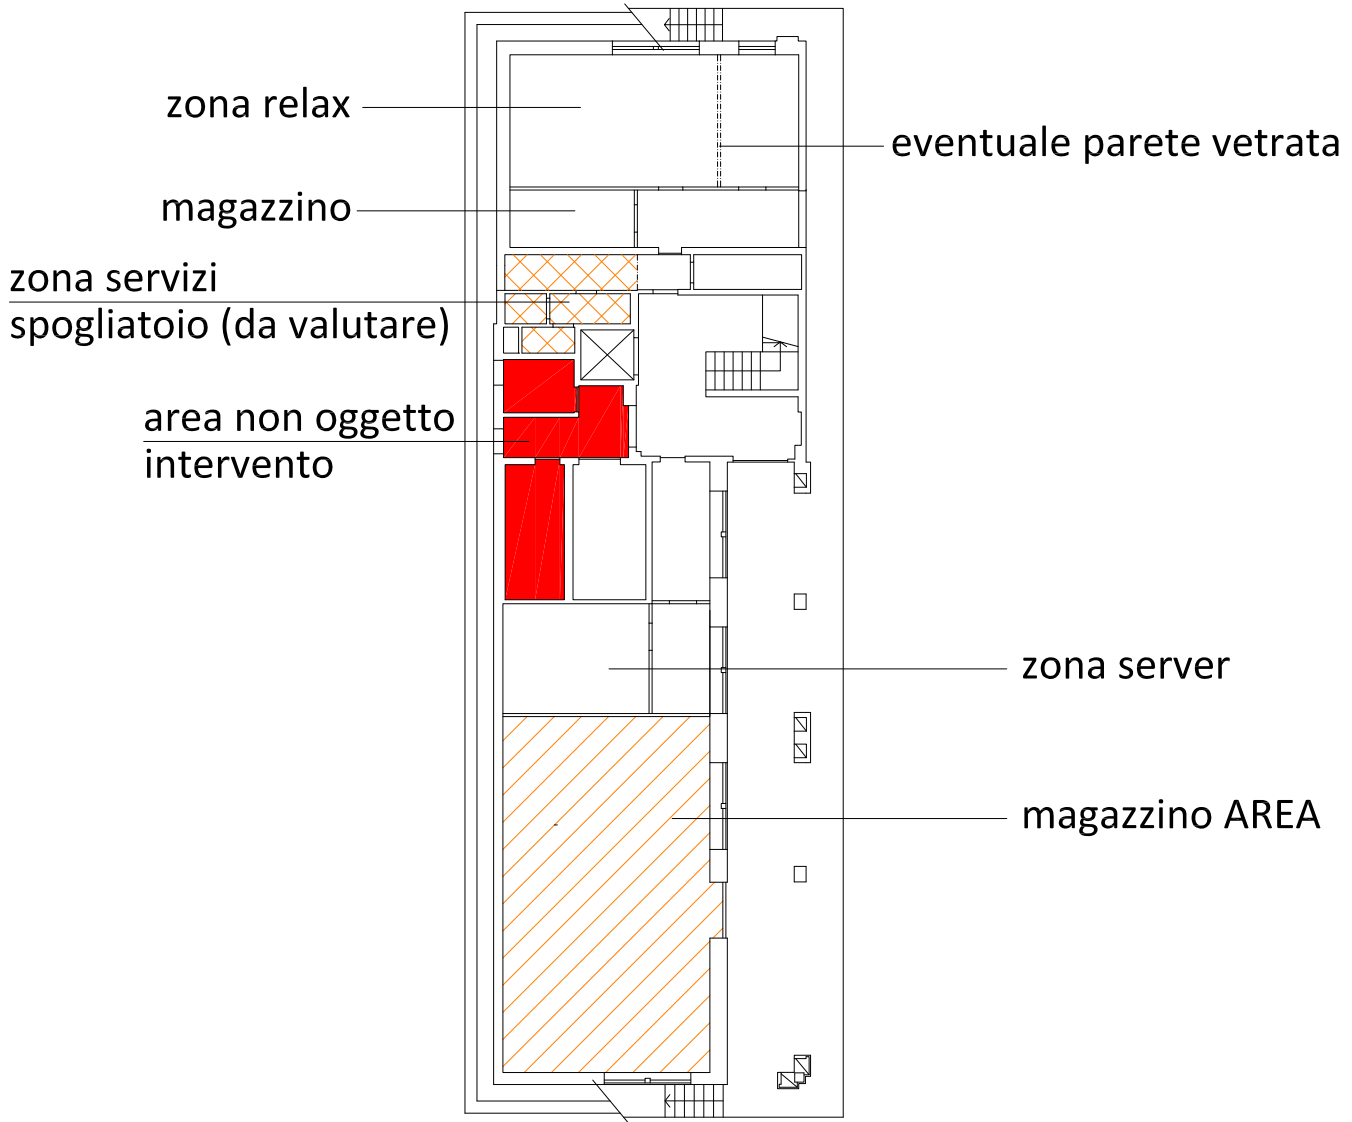 zona relax
eventuale parete vetrata
magazzino
zona servizi
spogliatoio (da valutare)
area non oggetto
intervento
zona server
magazzino AREA